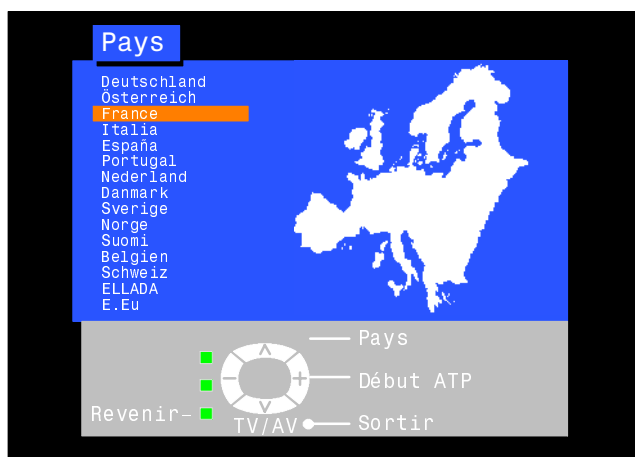 Pays
Deutschland
Österreich
France
Italia
España
Portugal
Nederland
Danmark
Sverige
Norge
Suomi
Belgien
Schweiz
ELLADA
E.Eu
Pays
Début ATP
Revenir
TV/AV Sortir